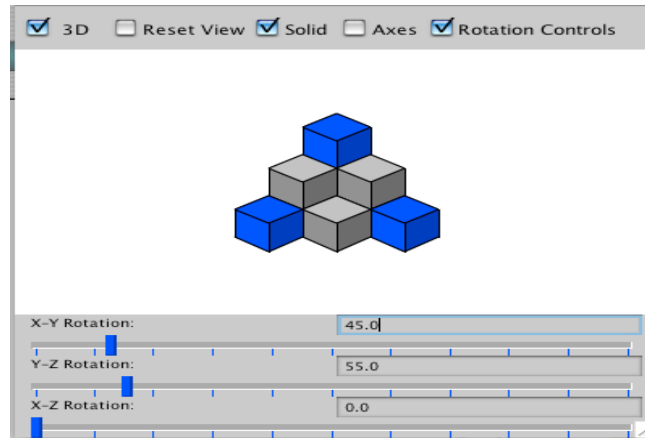 3D Reset View Solid Axes Rotation Controls
X-Y Rotation: 45.0
Y-Z Rotation: 55.0
X-Z Rotation: 0.0